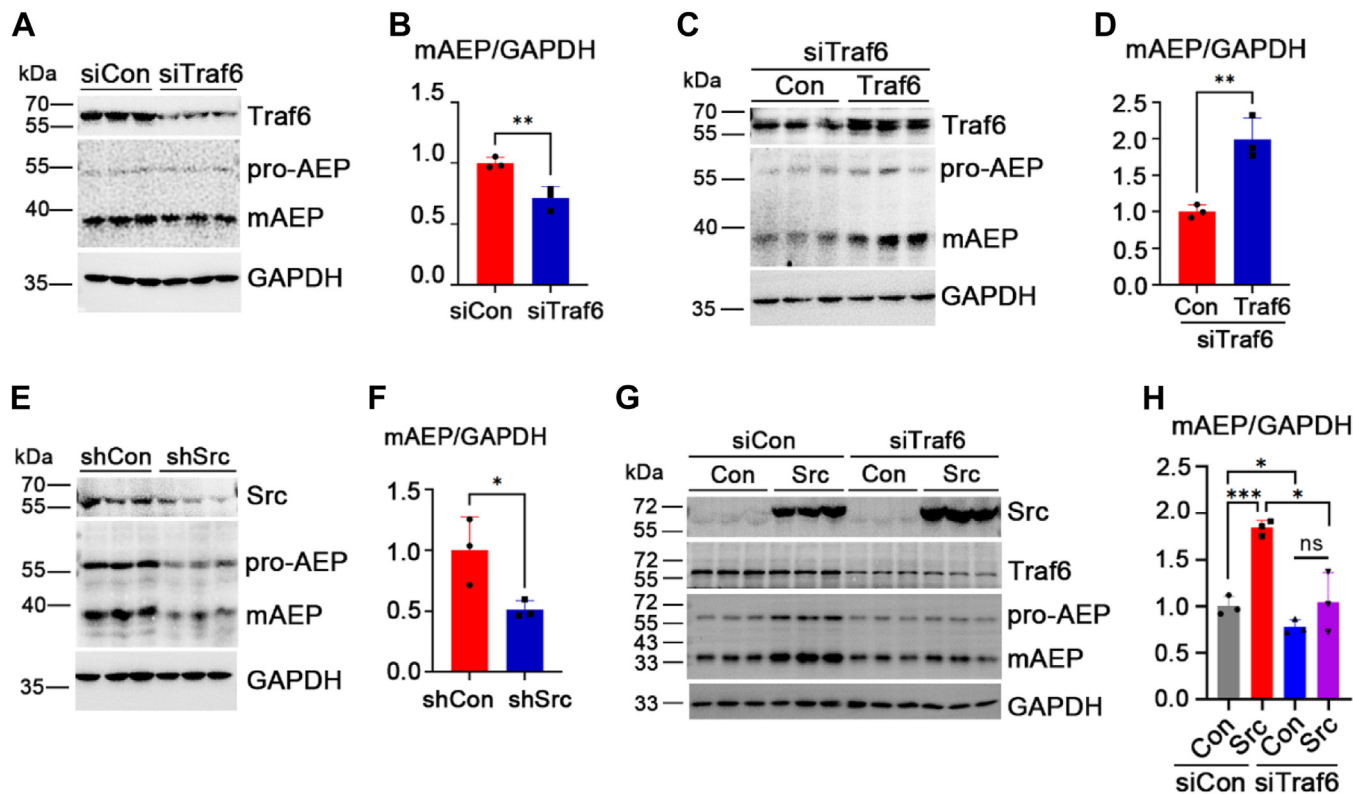 A
kDa
siCon siTraf6
70
55
Traf6
55
pro-AEP
40
mAEP
35
GAPDH
B
mAEP/GAPDH
1.5
1.0
0.5
0.0
**
siCon siTraf6
C
siTraf6
kDa
Con Traf6
70
55
Traf6
55
pro-AEP
40
mAEP
35
GAPDH
D
mAEP/GAPDH
2.5
2.0
1.5
1.0
0.5
0.0
**
Con Traf6
siTraf6
E
kDa
shCon shSrc
70
55
Src
55
pro-AEP
40
mAEP
35
GAPDH
F
mAEP/GAPDH
1.5
1.0
0.5
0.0
*
shCon shSrc
G
siCon siTraf6
kDa
Con Src Con Src
72
55
Src
72
55
Traf6
72
55
pro-AEP
43
33
mAEP
33
GAPDH
H
mAEP/GAPDH
2.5
2.0
1.5
1.0
0.5
0.0
*
*** *
ns
Con Src Con Src
siCon siTraf6